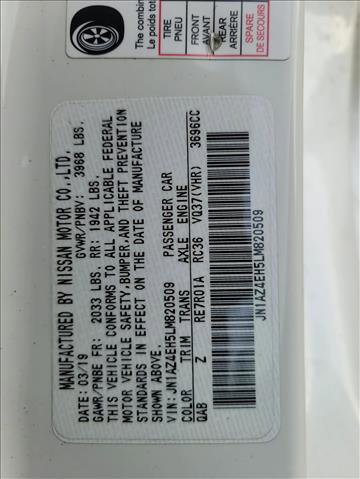 The combin
Le poids tot
TIRE
PNEU
FRONT
AVANT
REAR
ARRIÈRE
SPARE
DE SECOURS
MANUFACTURED BY NISSAN MOTOR CO.,LTD.
DATE: 03/19 GVWR/PNBV: 3968 LBS.
GAWR/PNBE FR: 2033 LBS. RR: 1942 LBS.
THIS VEHICLE CONFORMS TO ALL APPLICABLE FEDERAL
MOTOR VEHICLE SAFETY,BUMPER,AND THEFT PREVENTION
STANDARDS IN EFFECT ON THE DATE OF MANUFACTURE
SHOWN ABOVE.
VIN: JN1AZ4EH5LM820509 PASSENGER CAR
COLOR TRIM TRANS AXLE ENGINE
QAB Z RE7R01A RC36 VQ37(VHR) 3696CC
JN1AZ4EH5LM820509